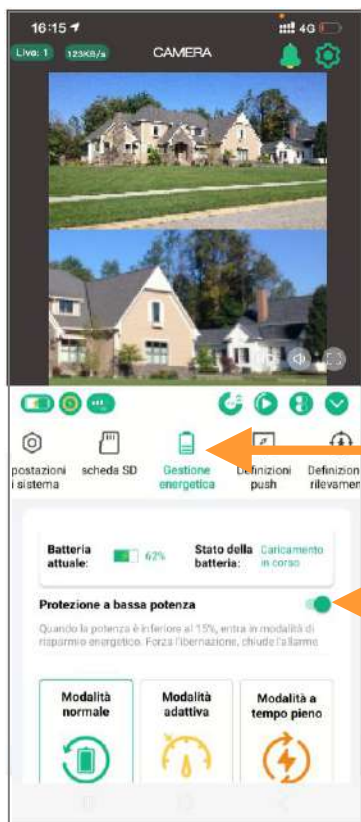 16:15
4G
Live: 1
123KB/s
CAMERA
postazioni
i sistema
scheda SD
Gestione
energetica
Definizioni
push
Definizion
rilevamen
Batteria
attuale:
62%
Stato della
batteria:
Caricamento
in corso
Protezione a bassa potenza
Quando la potenza è inferiore al 15%, entra in modalità di
risparmio energetico. Forza l'ibernazione, chiude l'allarme
Modalità
normale
Modalità
adattiva
Modalità a
tempo pieno